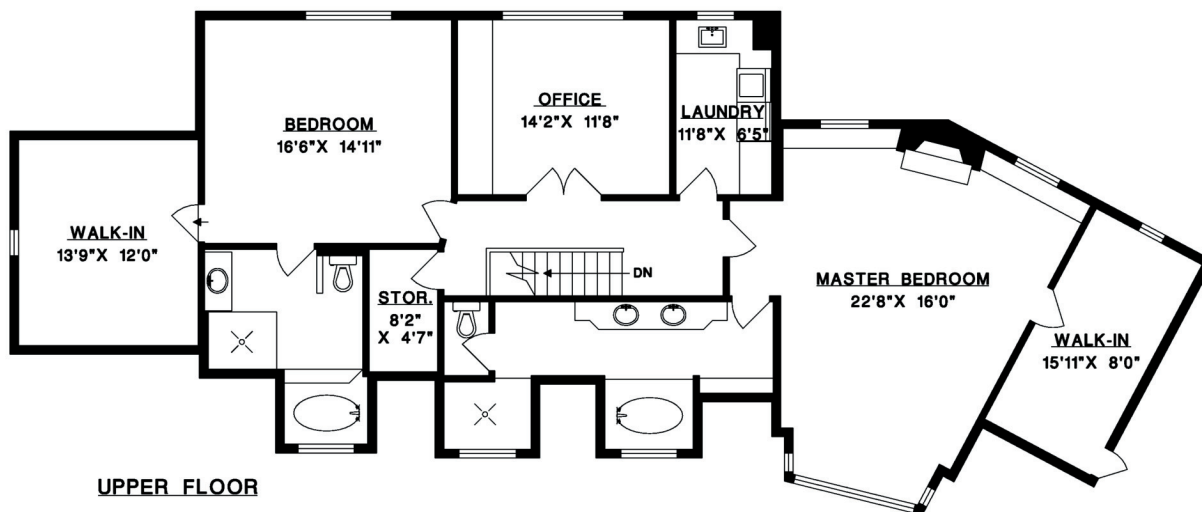 BEDROOM
16'6"X 14'11"
OFFICE
14'2"X 11'8"
LAUNDRY
11'8"X 6'5"
WALK-IN
13'9"X 12'0"
STOR.
8'2"
X 4'7"
DN
MASTER BEDROOM
22'8"X 16'0"
WALK-IN
15'11"X 8'0"
UPPER FLOOR